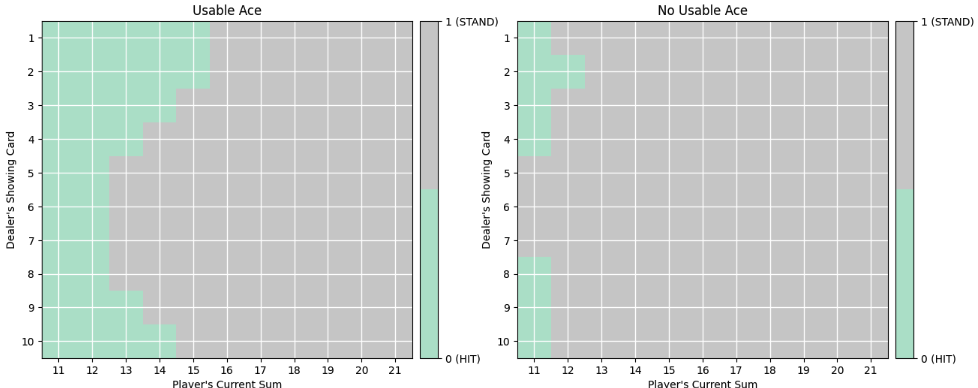 Usable Ace
1 (STAND)
0 (HIT)
1
2
3
4
5
6
7
8
9
10
Dealer's Showing Card
11 12 13 14 15 16 17 18 19 20 21
Player's Current Sum
No Usable Ace
1 (STAND)
0 (HIT)
1
2
3
4
5
6
7
8
9
10
Dealer's Showing Card
11 12 13 14 15 16 17 18 19 20 21
Player's Current Sum